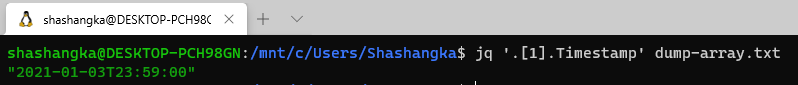 shashangka@DESKTOP-PCH98G
shashangka@DESKTOP-PCH98GN:/mnt/c/Users/Shashangka$ jq '.[1].Timestamp' dump-array.txt
"2021-01-03T23:59:00"